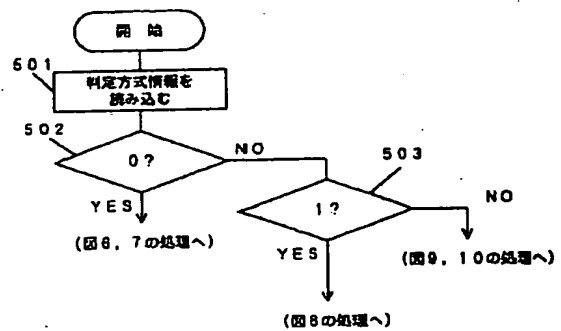 開 始
501
判定方式情報を
読み込む
502
0?
NO
503
YES
1?
NO
(図6,7の処理へ)
YES
(図9,10の処理へ)
(図8の処理へ)